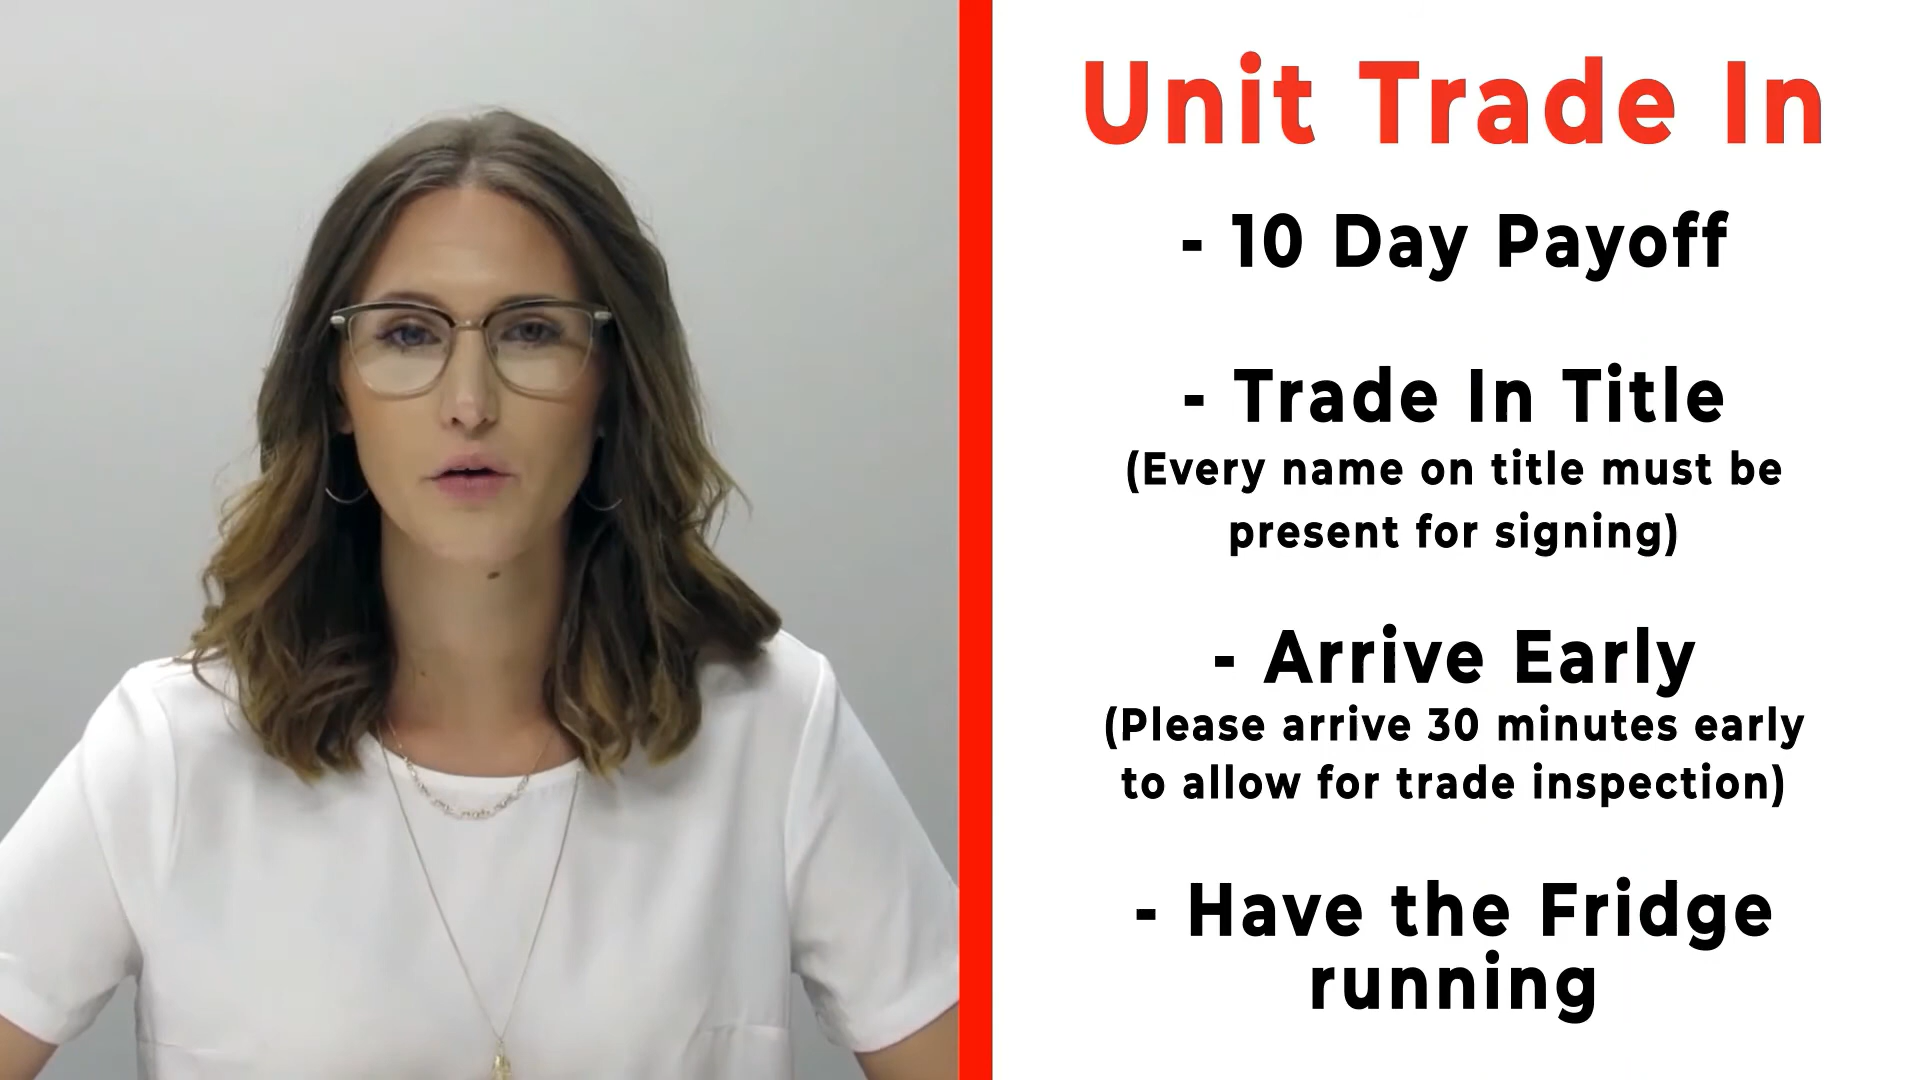 Unit Trade In
- 10 Day Payoff
- Trade In Title
(Every name on title must be
present for signing)
- Arrive Early
(Please arrive 30 minutes early
to allow for trade inspection)
- Have the Fridge
running